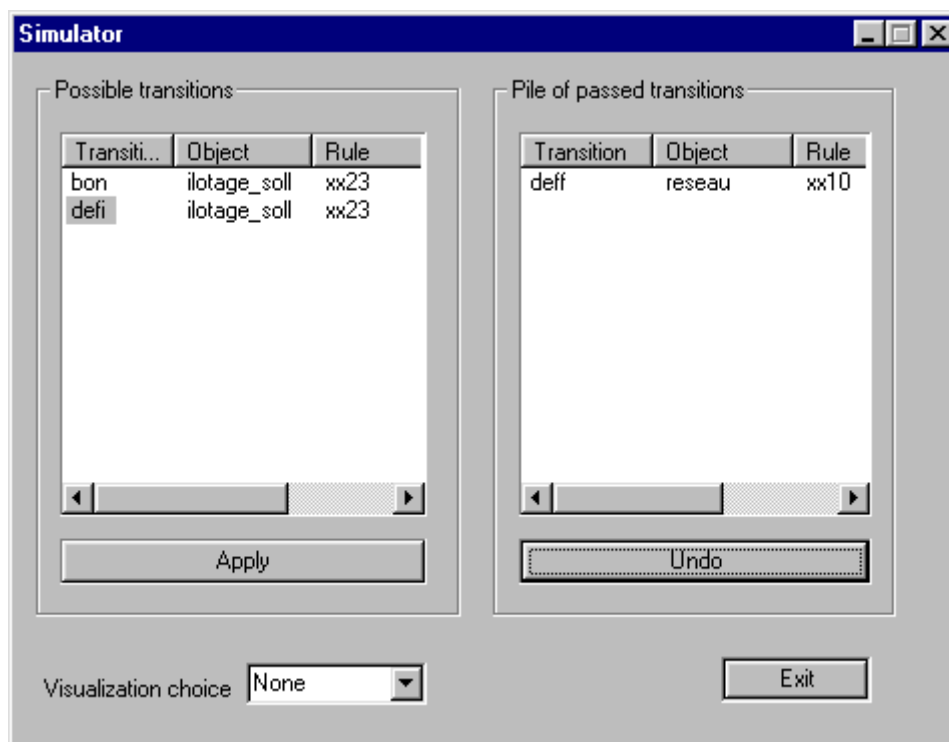 Simulator
Possible transitions
Transiti... Object Rule
bon ilotage_soll xx23
defi ilotage_soll xx23
Apply
Pile of passed transitions
Transition Object Rule
deff reseau xx10
Undo
Visualization choice None
Exit